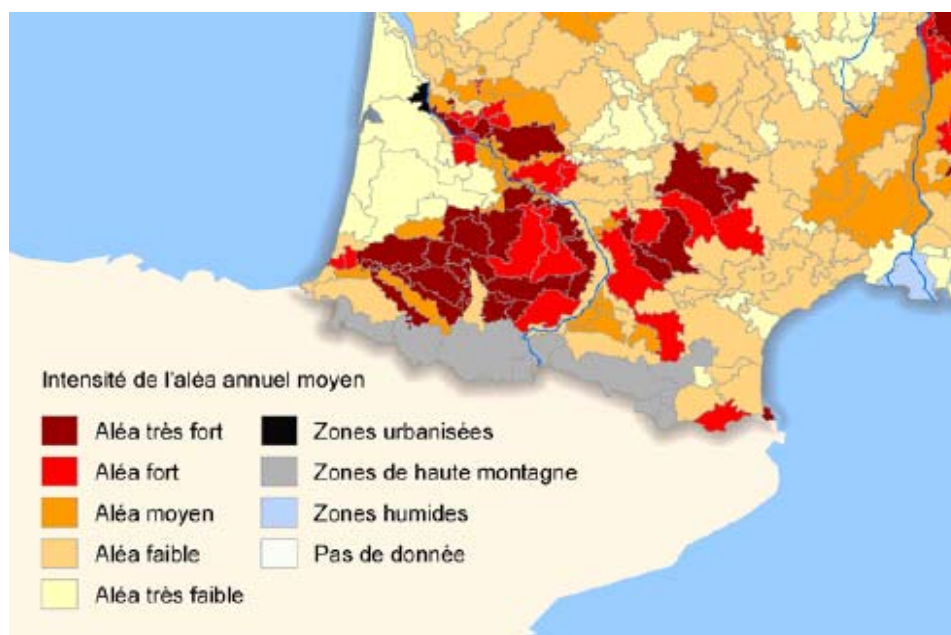 Intensité de l'aléa annuel moyen
Aléa très fort
Aléa fort
Aléa moyen
Aléa faible
Aléa très faible
Zones urbanisées
Zones de haute montagne
Zones humides
Pas de donnée